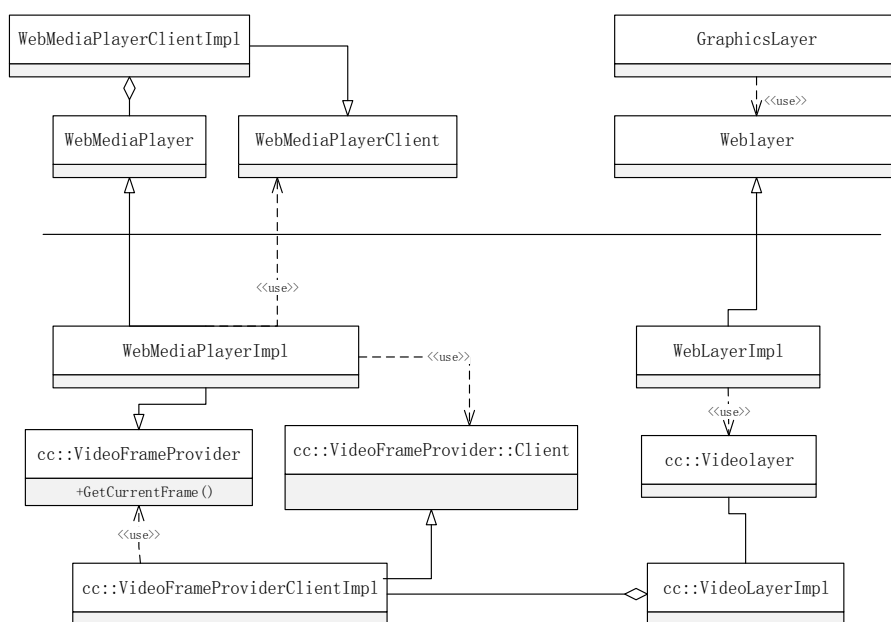 WebMediaPlayerClientImpl
GraphicsLayer
<<use>>
WebMediaPlayer
WebMediaPlayerClient
Weblayer
<<use>>
WebMediaPlayerImpl
<<use>>
WebLayerImpl
<<use>>
cc::VideoFrameProvider
+GetCurrentFrame()
cc::VideoFrameProvider::Client
cc::Videolayer
<<use>>
cc::VideoFrameProviderClientImpl
cc::VideoLayerImpl